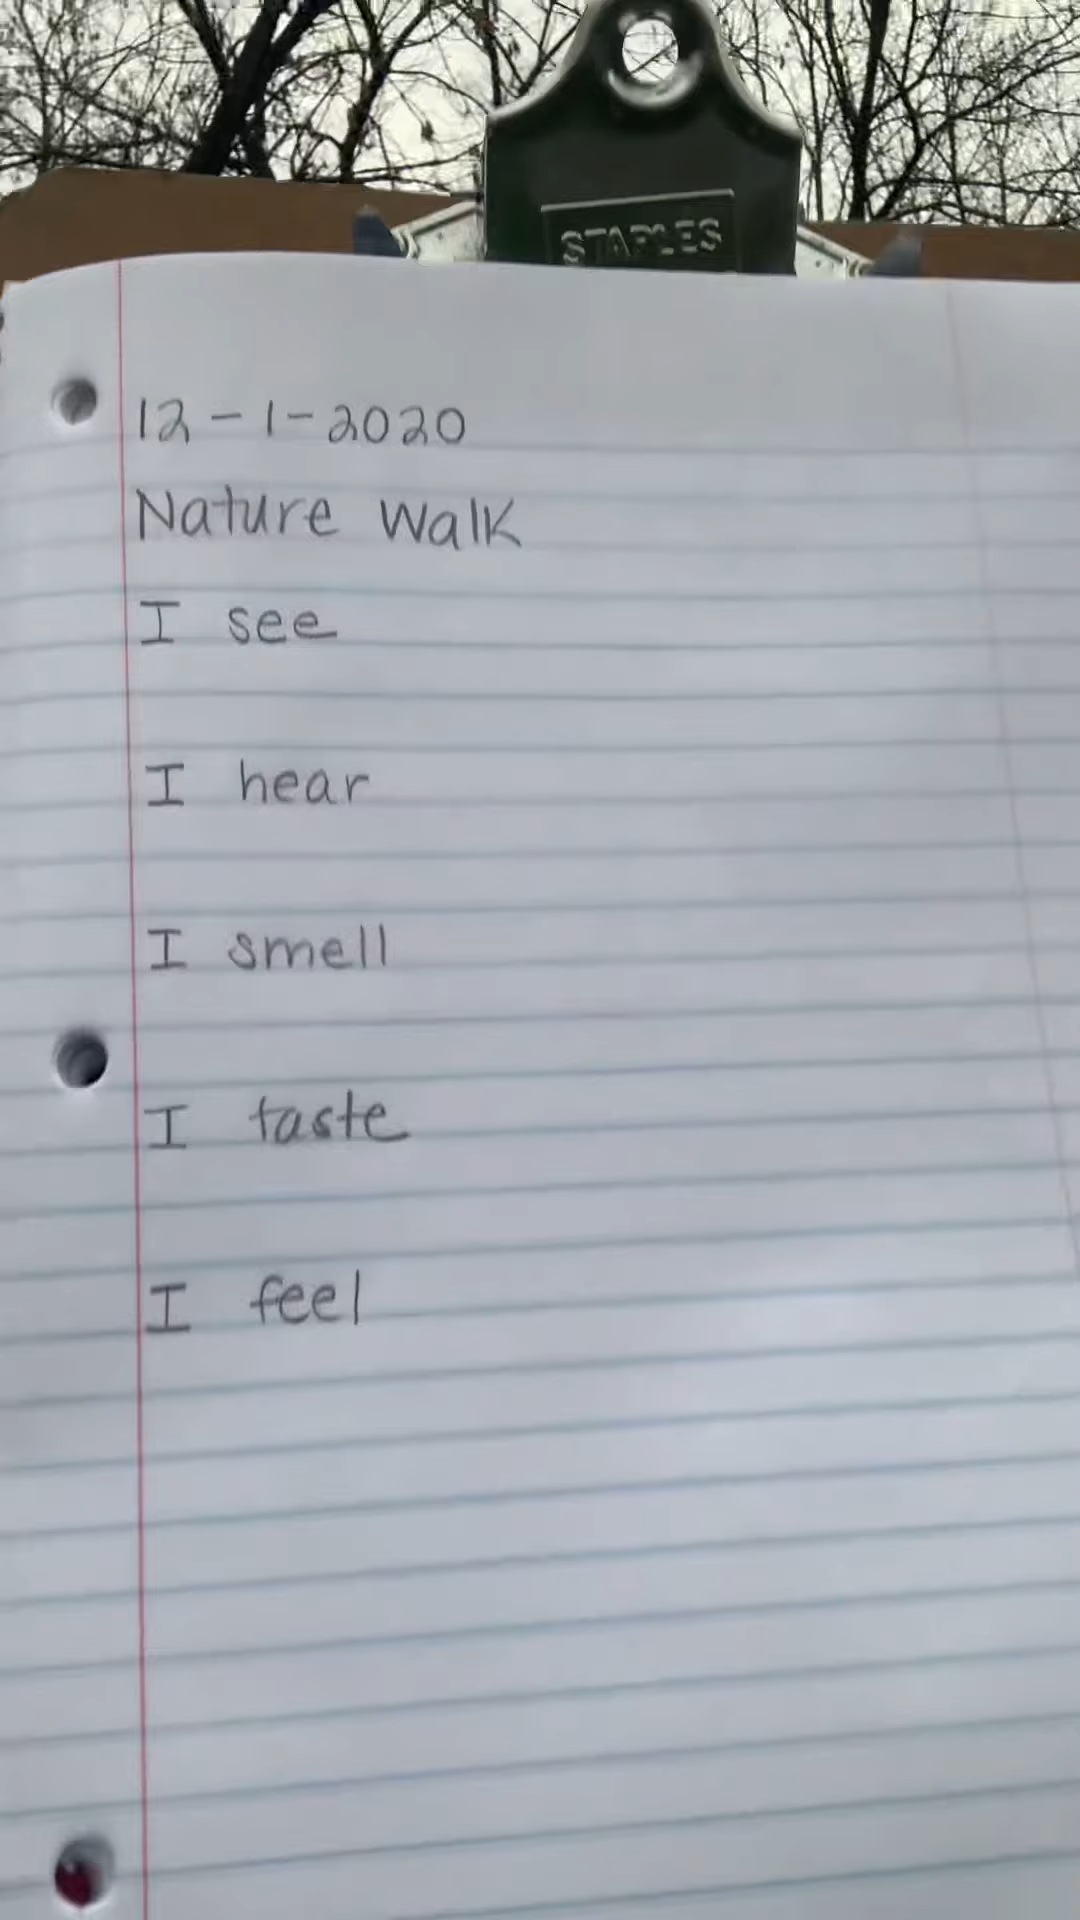 STAPLES
12-1-2020
Nature Walk
I see
I hear
I smell
I taste
I feel